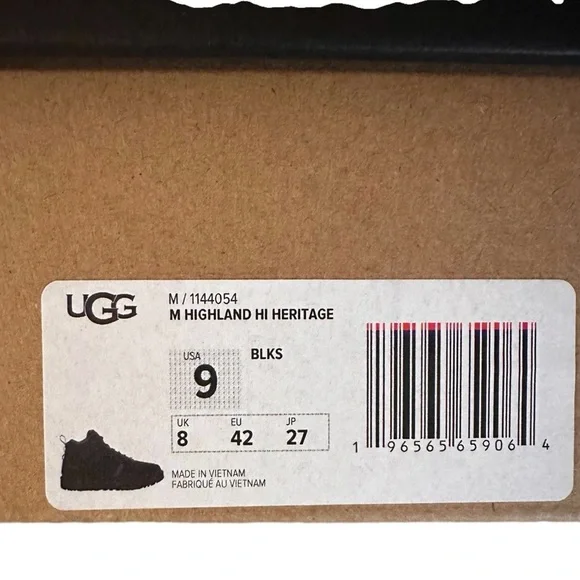 UGG
M / 1144054
M HIGHLAND HI HERITAGE
USA
9
BLKS
UK EU JP
8 42 27
MADE IN VIETNAM
FABRIQUÉ AU VIETNAM
1 96565 65906 4